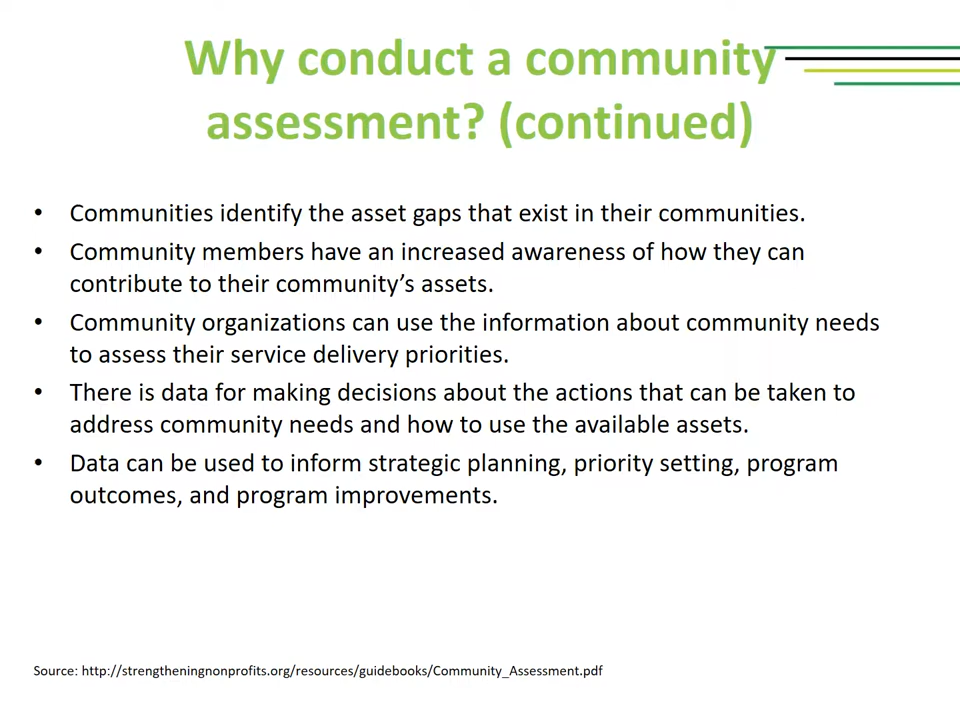 Why conduct a community
assessment? (continued)
• Communities identify the asset gaps that exist in their communities.
• Community members have an increased awareness of how they can
contribute to their community’s assets.
• Community organizations can use the information about community needs
to assess their service delivery priorities.
• There is data for making decisions about the actions that can be taken to
address community needs and how to use the available assets.
• Data can be used to inform strategic planning, priority setting, program
outcomes, and program improvements.
Source: http://strengtheningnonprofits.org/resources/guidebooks/Community_Assessment.pdf